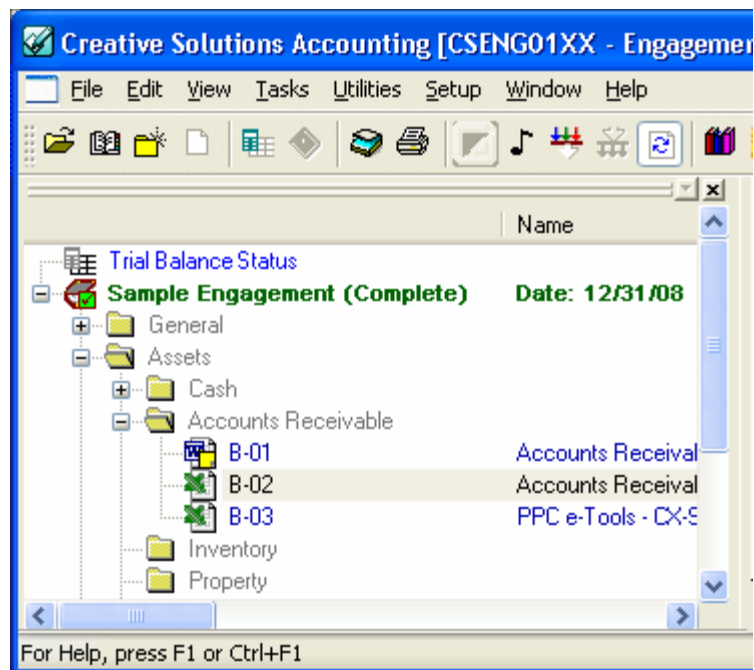 Creative Solutions Accounting [CSENG01XX - Engagemen
File Edit View Tasks Utilities Setup Window Help
Name
Trial Balance Status
Sample Engagement (Complete) Date: 12/31/08
General
Assets
Cash
Accounts Receivable
B-01 Accounts Receival
B-02 Accounts Receival
B-03 PPC e-Tools - CX-S
Inventory
Property
For Help, press F1 or Ctrl+F1